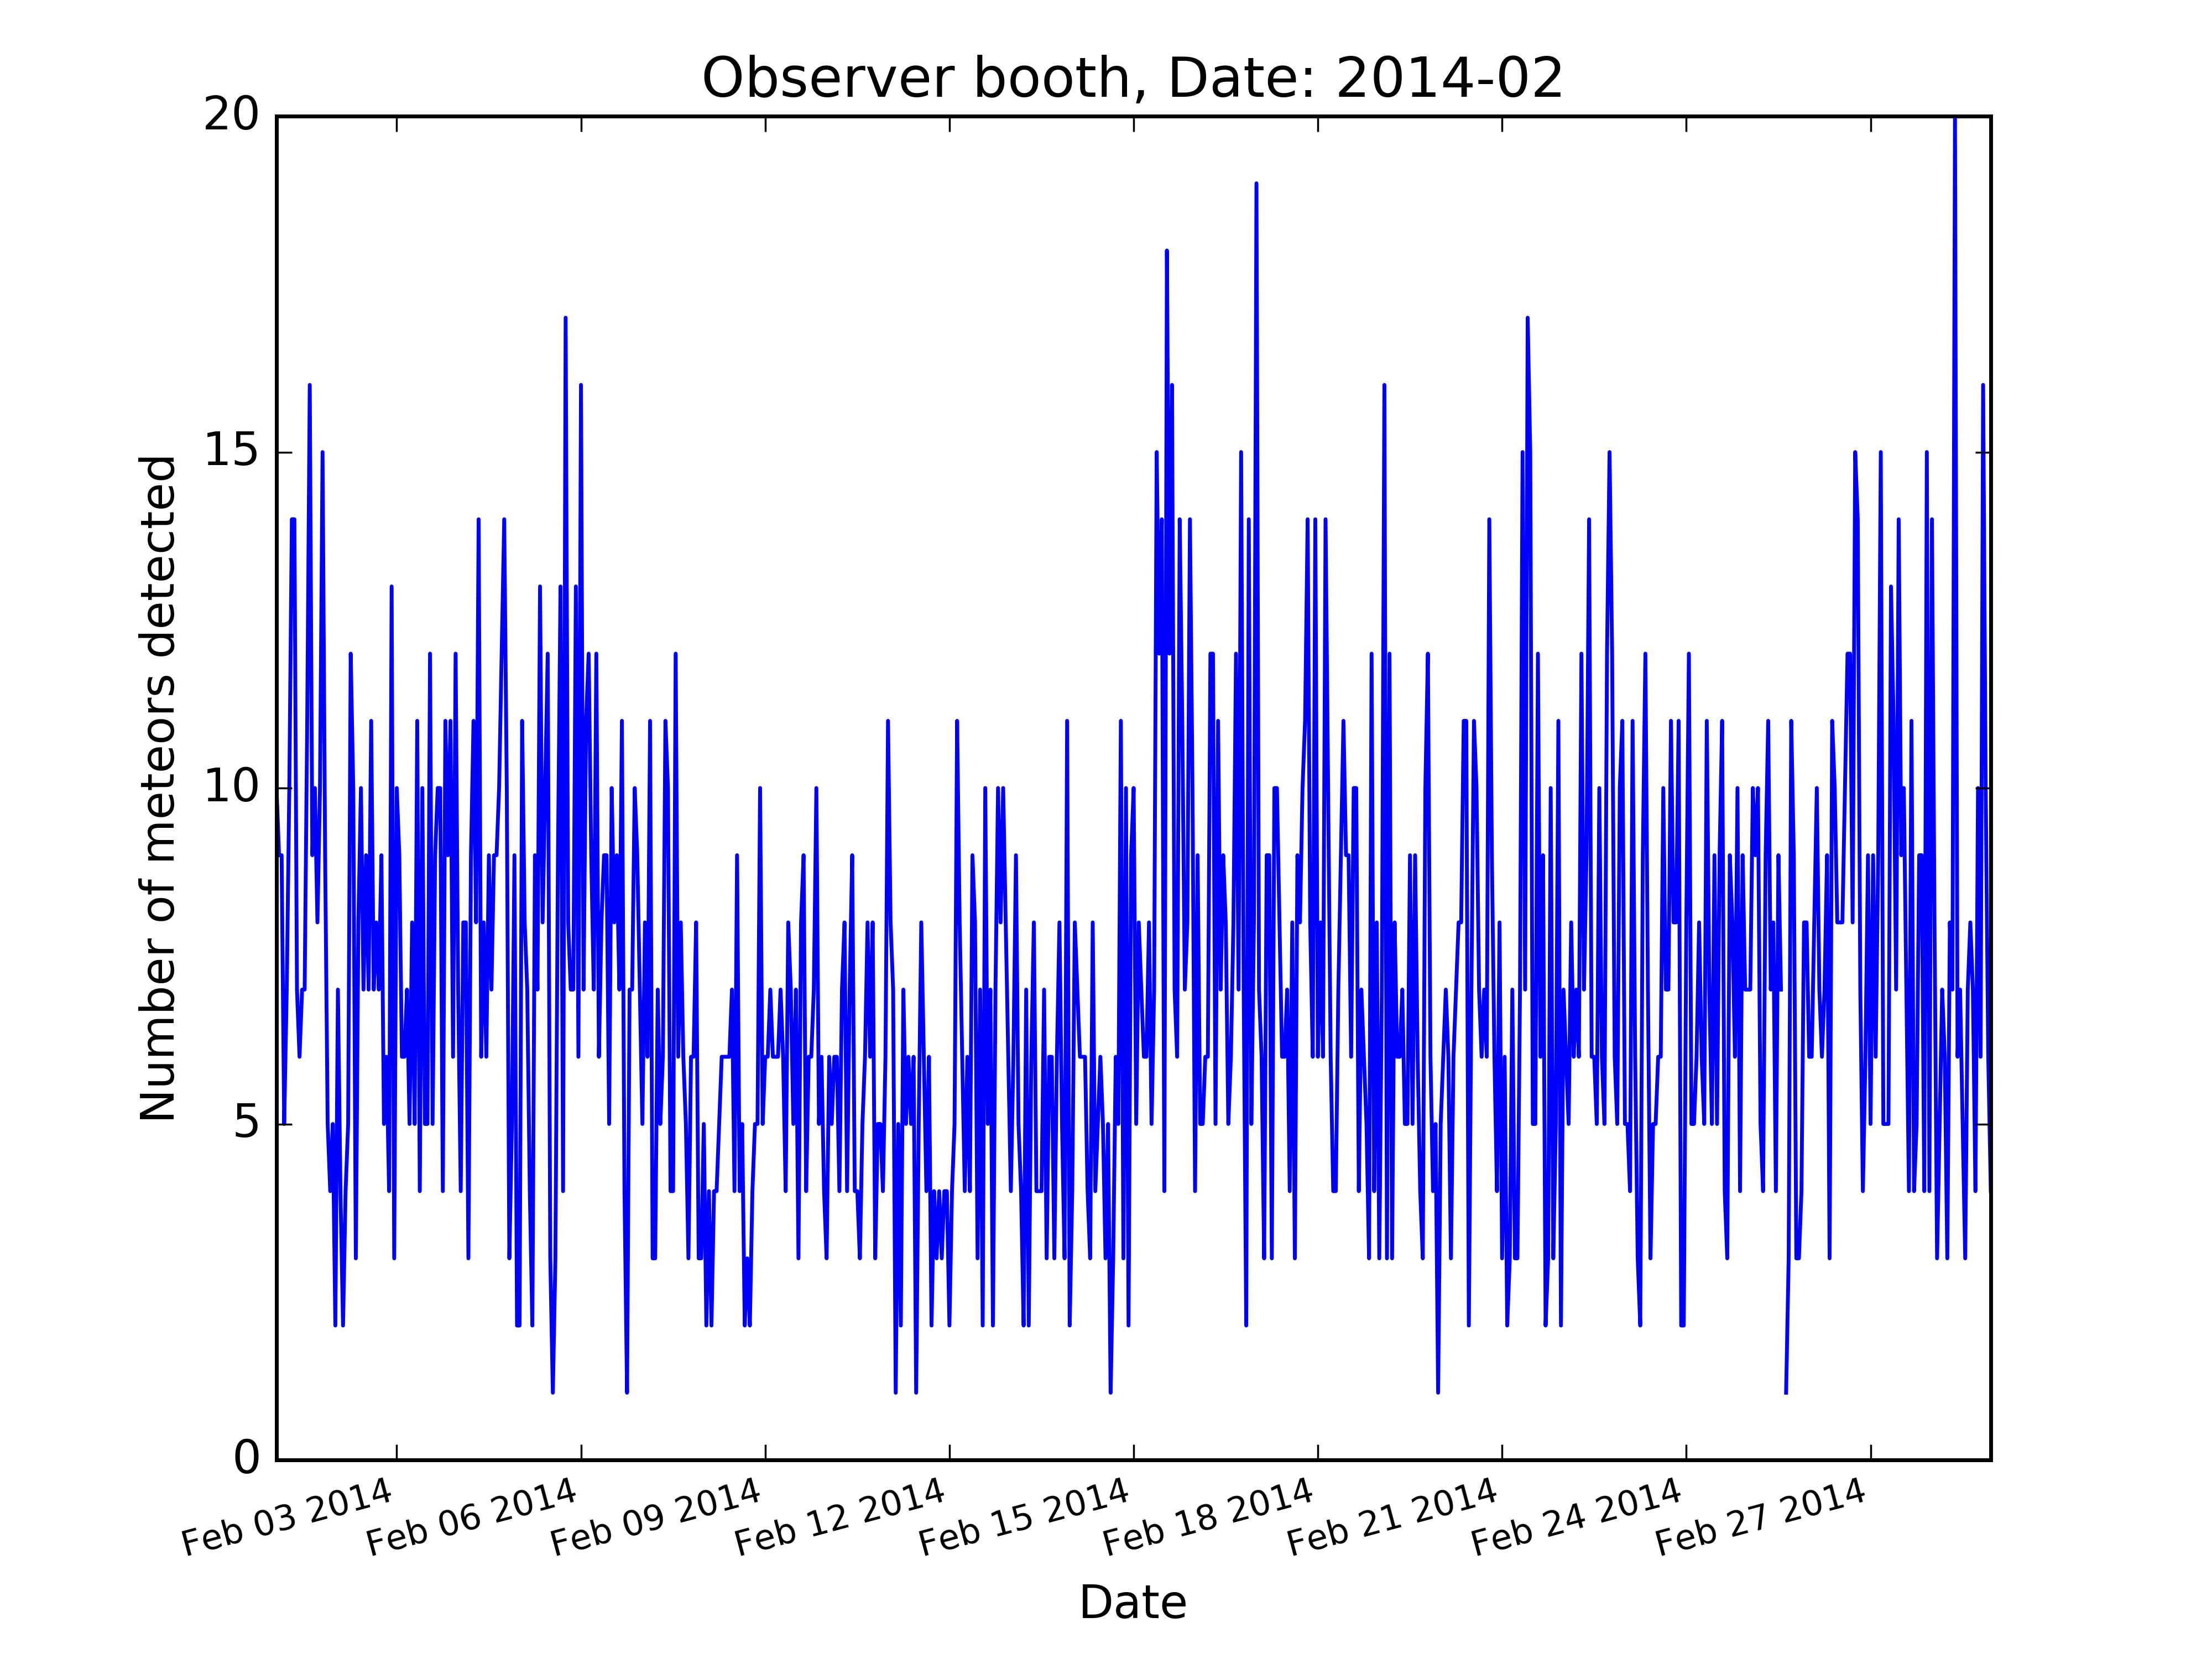 Observer booth, Date: 2014-02
Number of meteors detected
20
15
10
5
0
Feb 03 2014
Feb 06 2014
Feb 09 2014
Feb 12 2014
Feb 15 2014
Feb 18 2014
Feb 21 2014
Feb 24 2014
Feb 27 2014
Date